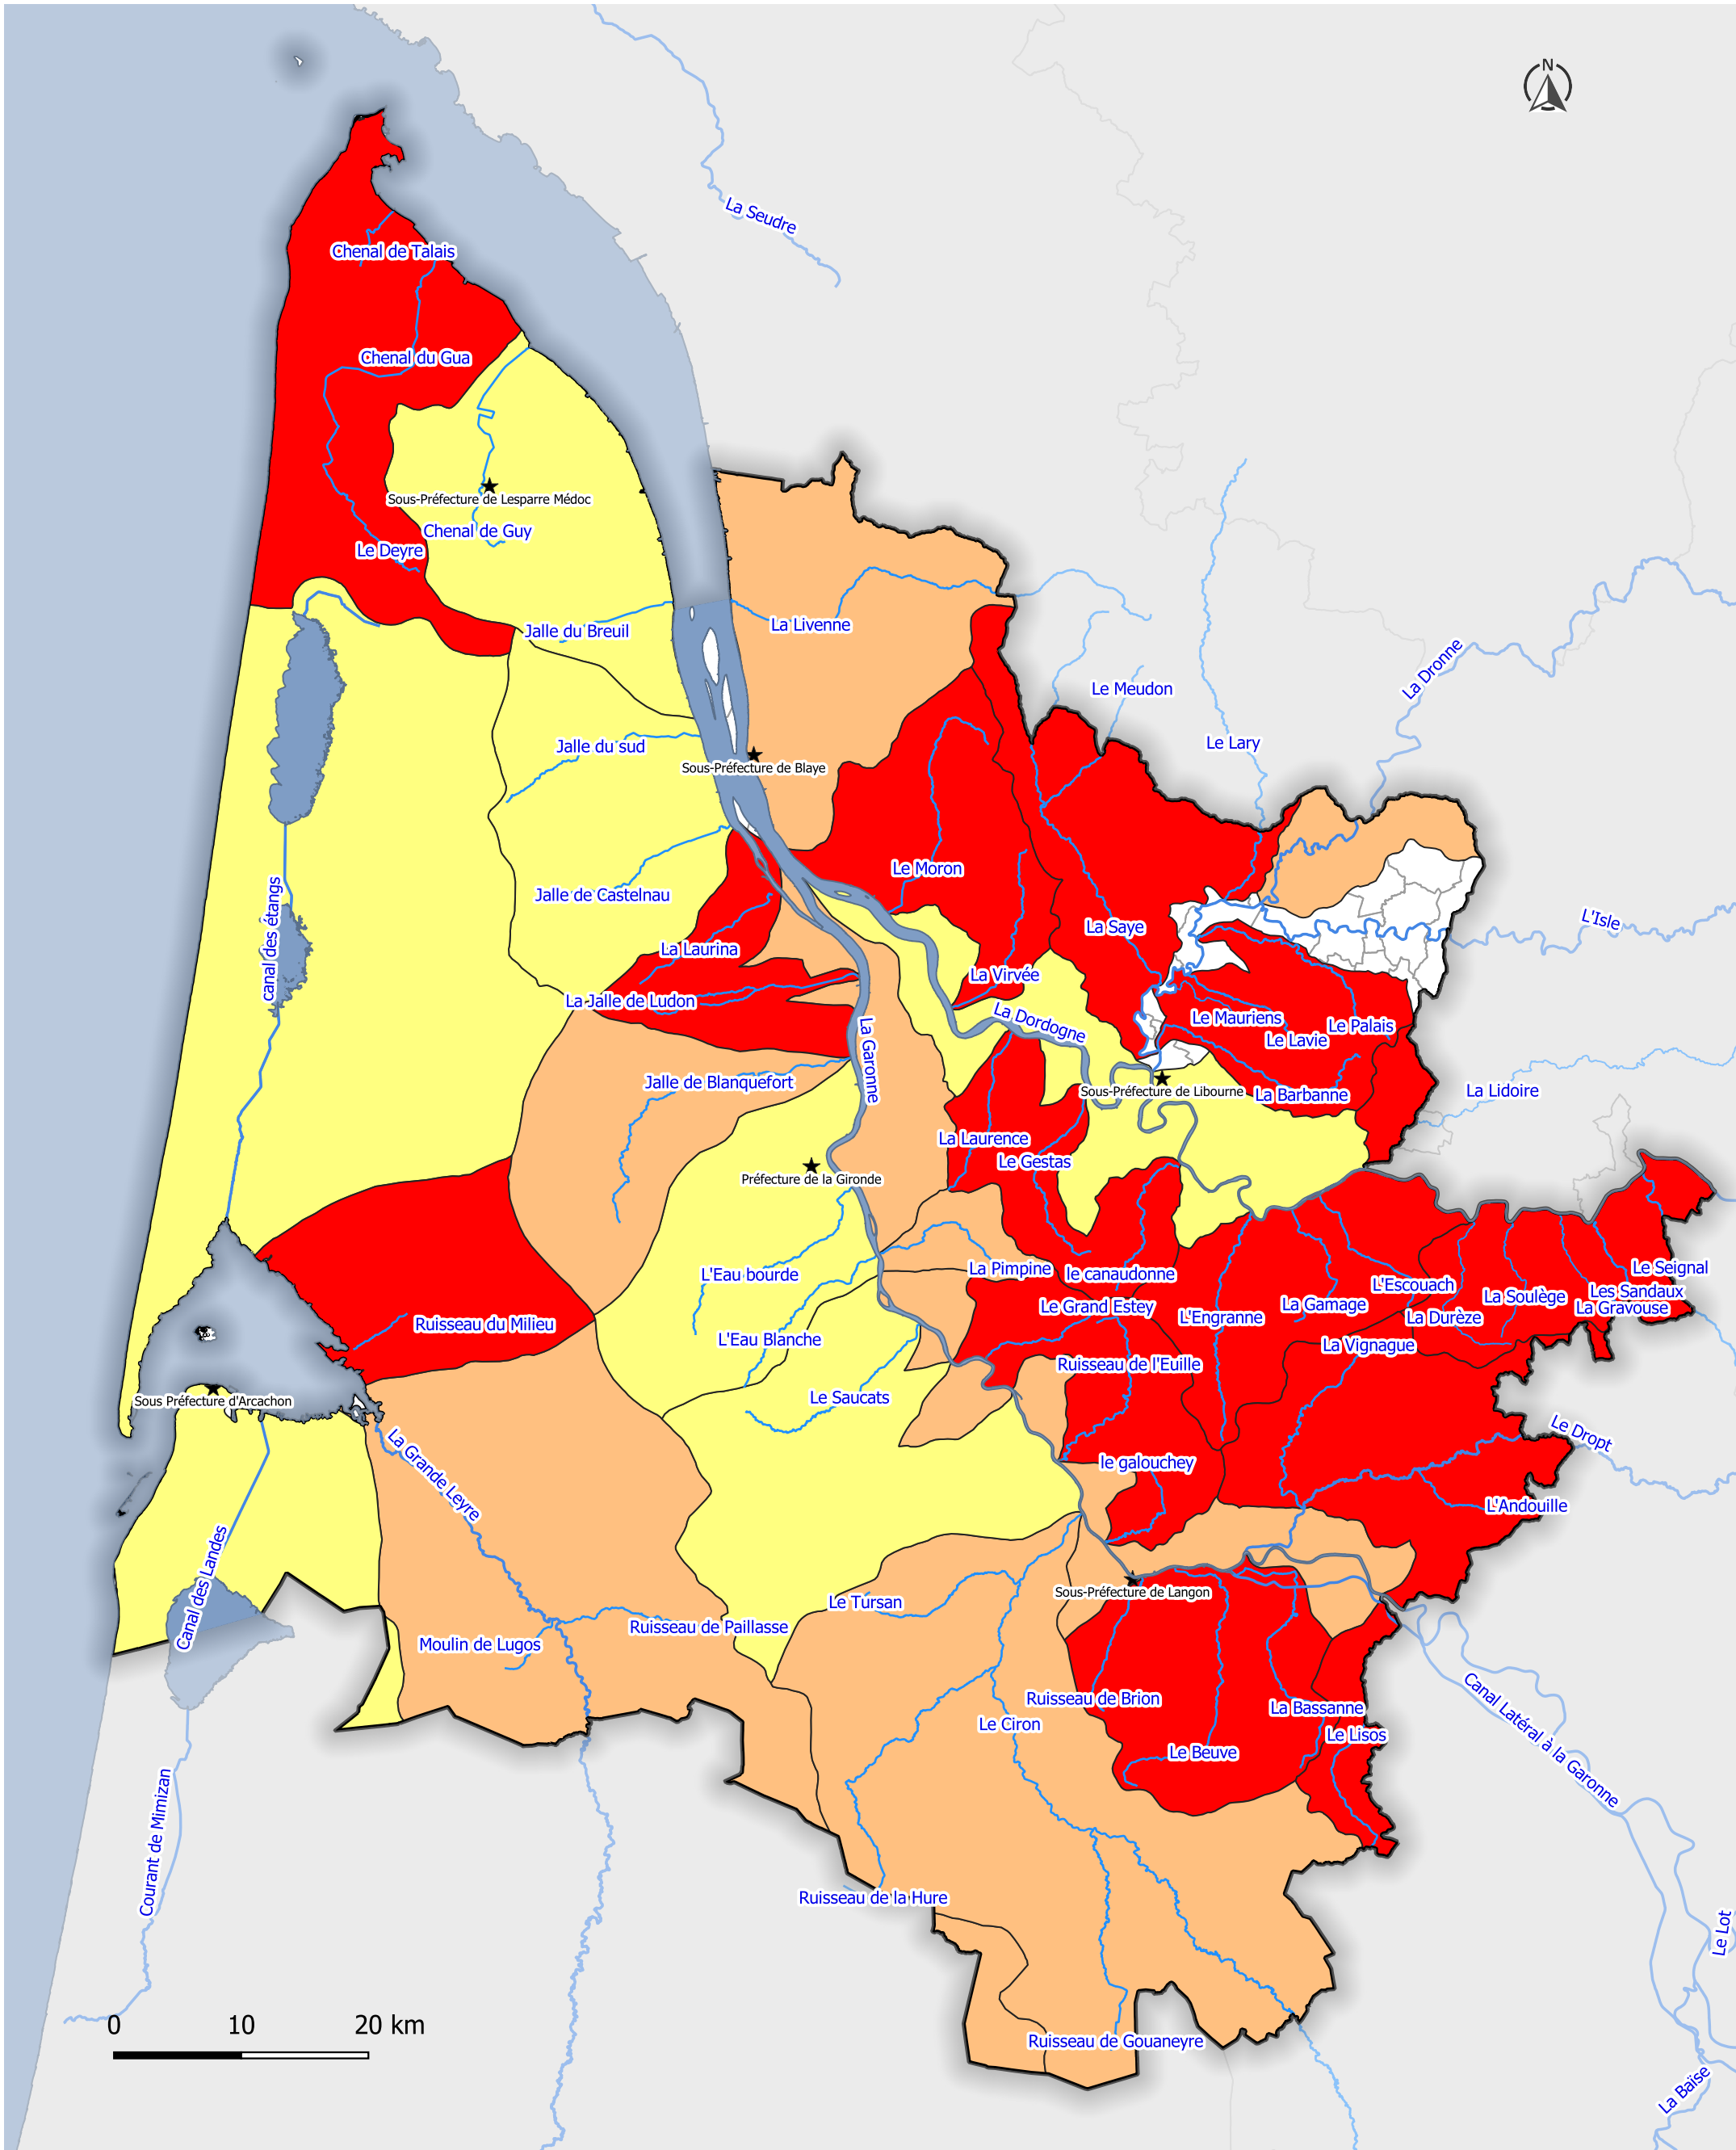 N
La Seudre
Chenal de Talais
Chenal du Gua
Sous-Préfecture de Lesparre Médoc
Chenal de Guy
Le Deyre
Jalle du Breuil
La Livenne
La Dronne
Le Meudon
Jalle du sud
Le Lary
Sous-Préfecture de Blaye
Le Moron
Jalle de Castelnau
canal des étangs
La Saye
L'Isle
La Laurina
La Virvée
La Jalle de Ludon
La Dordogne
Le Mauriens
Le Palais
Le Lavie
La Garonne
Jalle de Blanquefort
Sous-Préfecture de Libourne
La Barbanne
La Lidoire
La Laurence
Le Gestas
Préfecture de la Gironde
La Pimpine
L'Eau bourde
le canaudonne
Le Seignal
L'Escouach
Les Sandaux
La Soulège
La Gamage
Le Grand Estey
La Gravouse
L'Engranne
La Durèze
Ruisseau du Milieu
L'Eau Blanche
La Vignague
Ruisseau de l'Euille
Le Saucats
Sous Préfecture d'Arcachon
Le Dropt
La Grande Leyre
le galouchey
L'Andouille
Canal des Landes
Sous-Préfecture de Langon
Le Tursan
Ruisseau de Paillasse
Moulin de Lugos
Ruisseau de Brion
La Bassanne
Le Ciron
Le Lisos
Canal Latéral à la Garonne
Le Beuve
Courant de Mimizan
Ruisseau de la Hure
Le Lot
0 10 20 km
Ruisseau de Gouaneyre
La Baïse